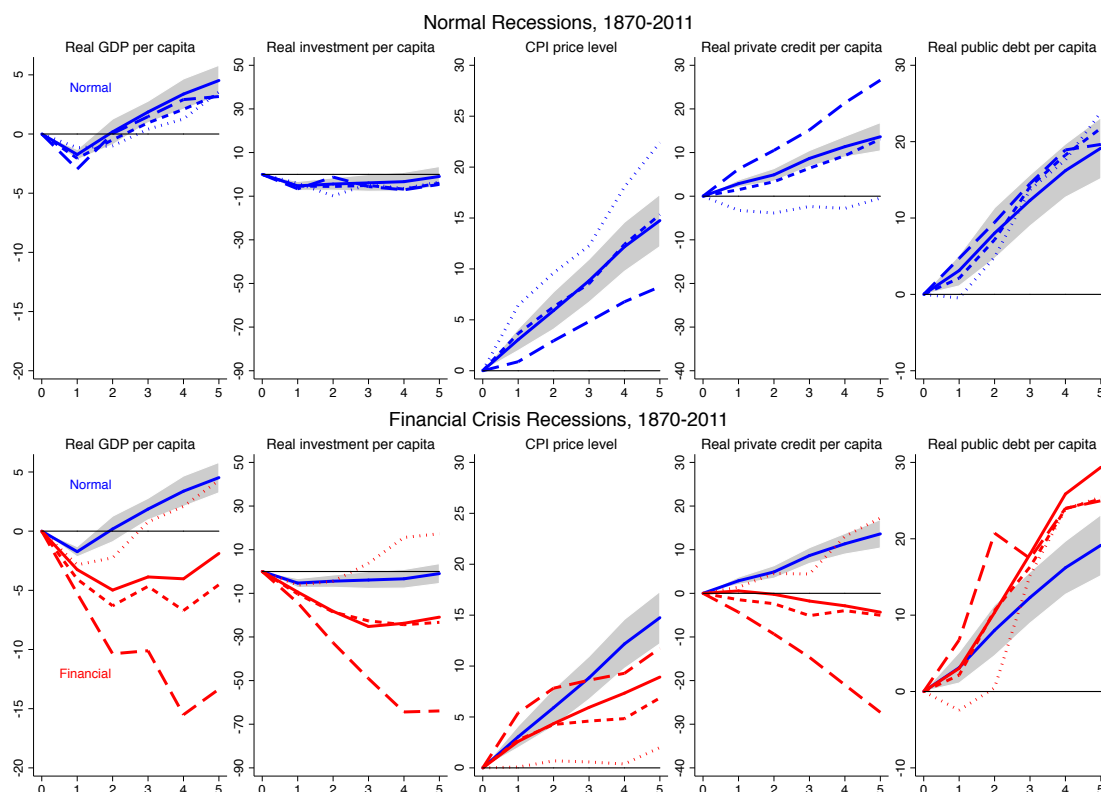 Normal Recessions, 1870-2011
Real GDP per capita
Real investment per capita
CPI price level
Real private credit per capita
Real public debt per capita
Normal
5
0
-5
-10
-15
-20
50
30
10
-10
-30
-50
-70
-90
30
25
20
15
10
5
0
30
20
10
0
-10
-20
-30
-40
30
20
10
0
-10
0 1 2 3 4 5
0 1 2 3 4 5
0 1 2 3 4 5
0 1 2 3 4 5
0 1 2 3 4 5
Financial Crisis Recessions, 1870-2011
Real GDP per capita
Real investment per capita
CPI price level
Real private credit per capita
Real public debt per capita
Normal
Financial
5
0
-5
-10
-15
-20
50
30
10
-10
-30
-50
-70
-90
30
25
20
15
10
5
0
30
20
10
0
-10
-20
-30
-40
30
20
10
0
-10
0 1 2 3 4 5
0 1 2 3 4 5
0 1 2 3 4 5
0 1 2 3 4 5
0 1 2 3 4 5